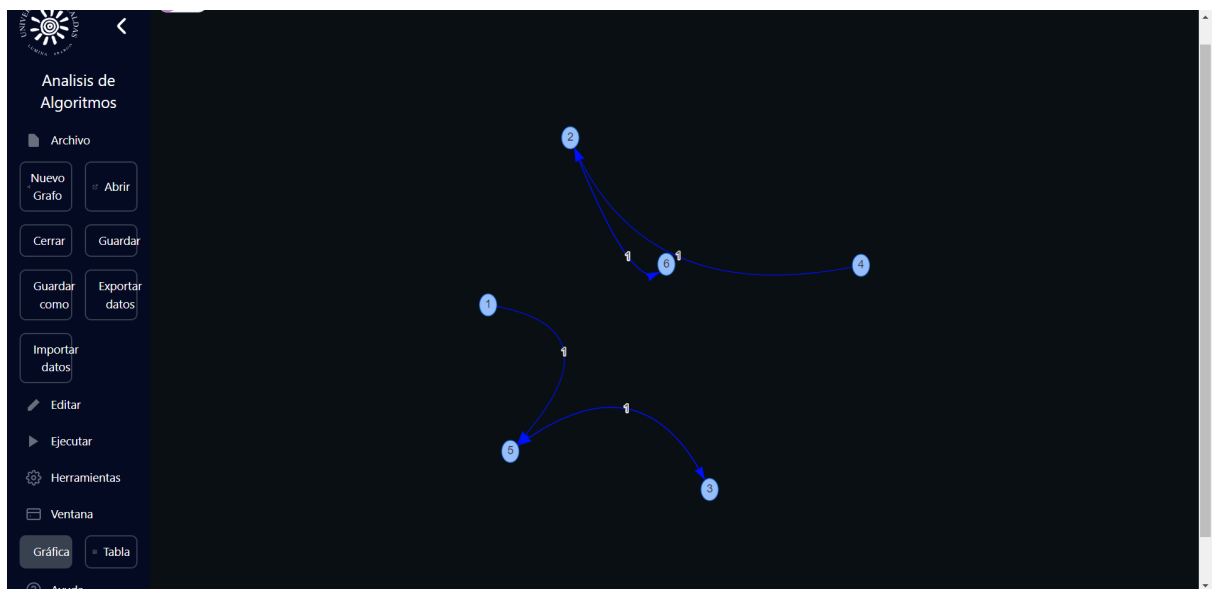 Analisis de
Algoritmos
Archivo
Nuevo
Grafo
Abrir
Cerrar
Guardar
Guardar
como
Exportar
datos
Importar
datos
Editar
Ejecutar
Herramientas
Ventana
Gráfica
Tabla
2
1
6
1
4
1
1
1
5
3